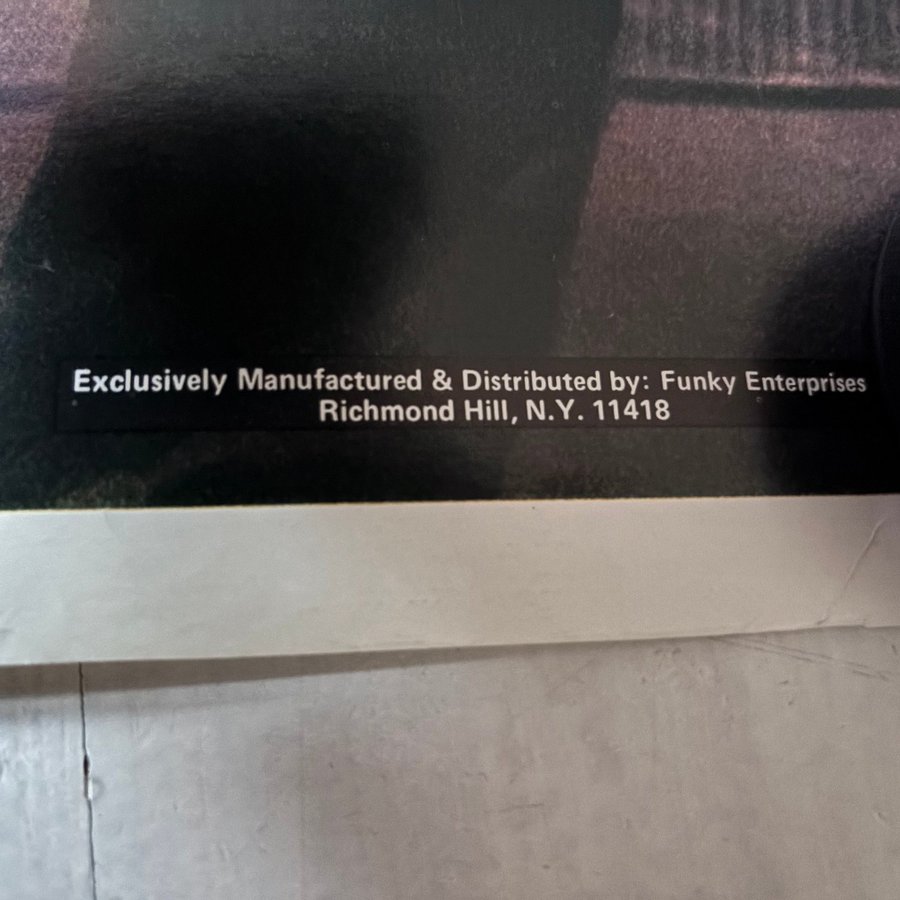 Exclusively Manufactured & Distributed by: Funky Enterprises
Richmond Hill, N.Y. 11418